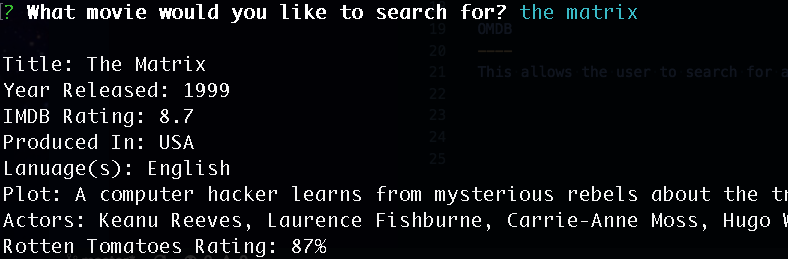 ? What movie would you like to search for? the matrix
19 OMDB
20 ----
21 This allows the user to search for a
22
23
24
25
Title: The Matrix
Year Released: 1999
IMDB Rating: 8.7
Produced In: USA
Lanuage(s): English
Plot: A computer hacker learns from mysterious rebels about the
Actors: Keanu Reeves, Laurence Fishburne, Carrie-Anne Moss, Hugo
Rotten Tomatoes Rating: 87%